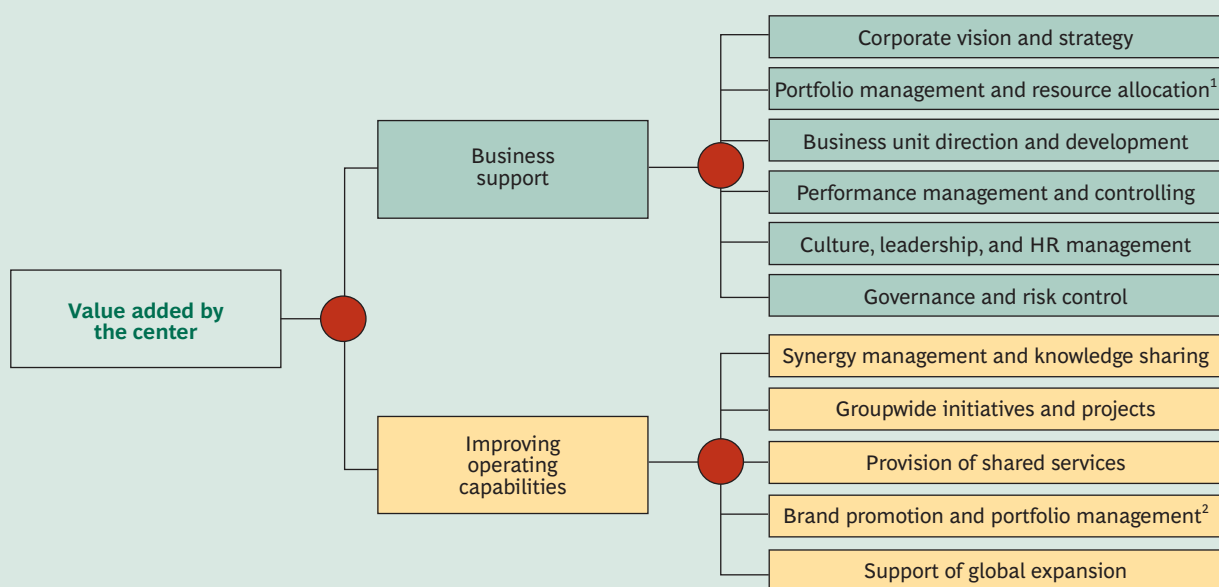 Value added by
the center
Business
support
Corporate vision and strategy
Portfolio management and resource allocation¹
Business unit direction and development
Performance management and controlling
Culture, leadership, and HR management
Governance and risk control
Improving
operating
capabilities
Synergy management and knowledge sharing
Groupwide initiatives and projects
Provision of shared services
Brand promotion and portfolio management²
Support of global expansion